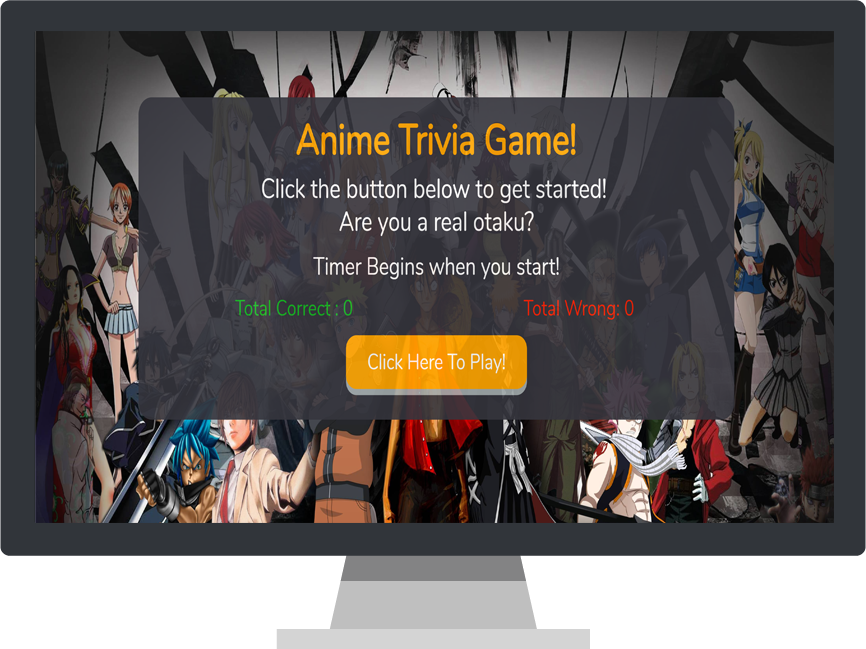 Anime Trivia Game!
Click the button below to get started!
Are you a real otaku?
Timer Begins when you start!
Total Correct : 0
Total Wrong: 0
Click Here To Play!